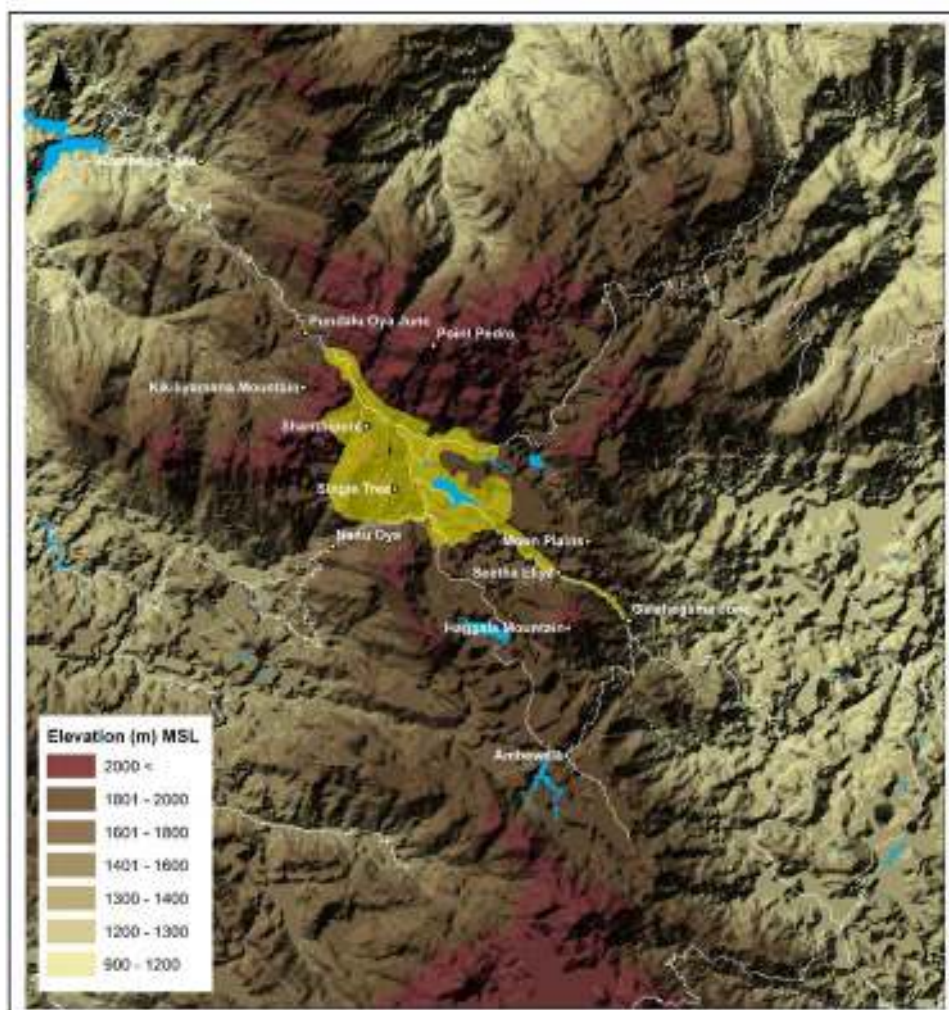 Pundalu Oya Junc
Point Pedro
Kikiliyamana Mountain
Shanthipura
Single Tree
Nanu Oya
Moon Plains
Seetha Eliya
Haggala Mountain
Ambewela
Elevation (m) MSL
2000 <
1801 - 2000
1601 - 1800
1401 - 1600
1300 - 1400
1200 - 1300
900 - 1200